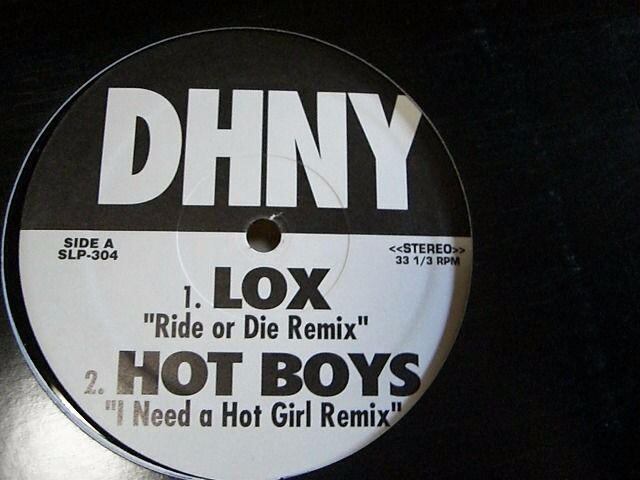 DHNY
SIDE A
SLP-304
<<STEREO>>
33 1/3 RPM
1. LOX
"Ride or Die Remix"
2. HOT BOYS
"I Need a Hot Girl Remix"